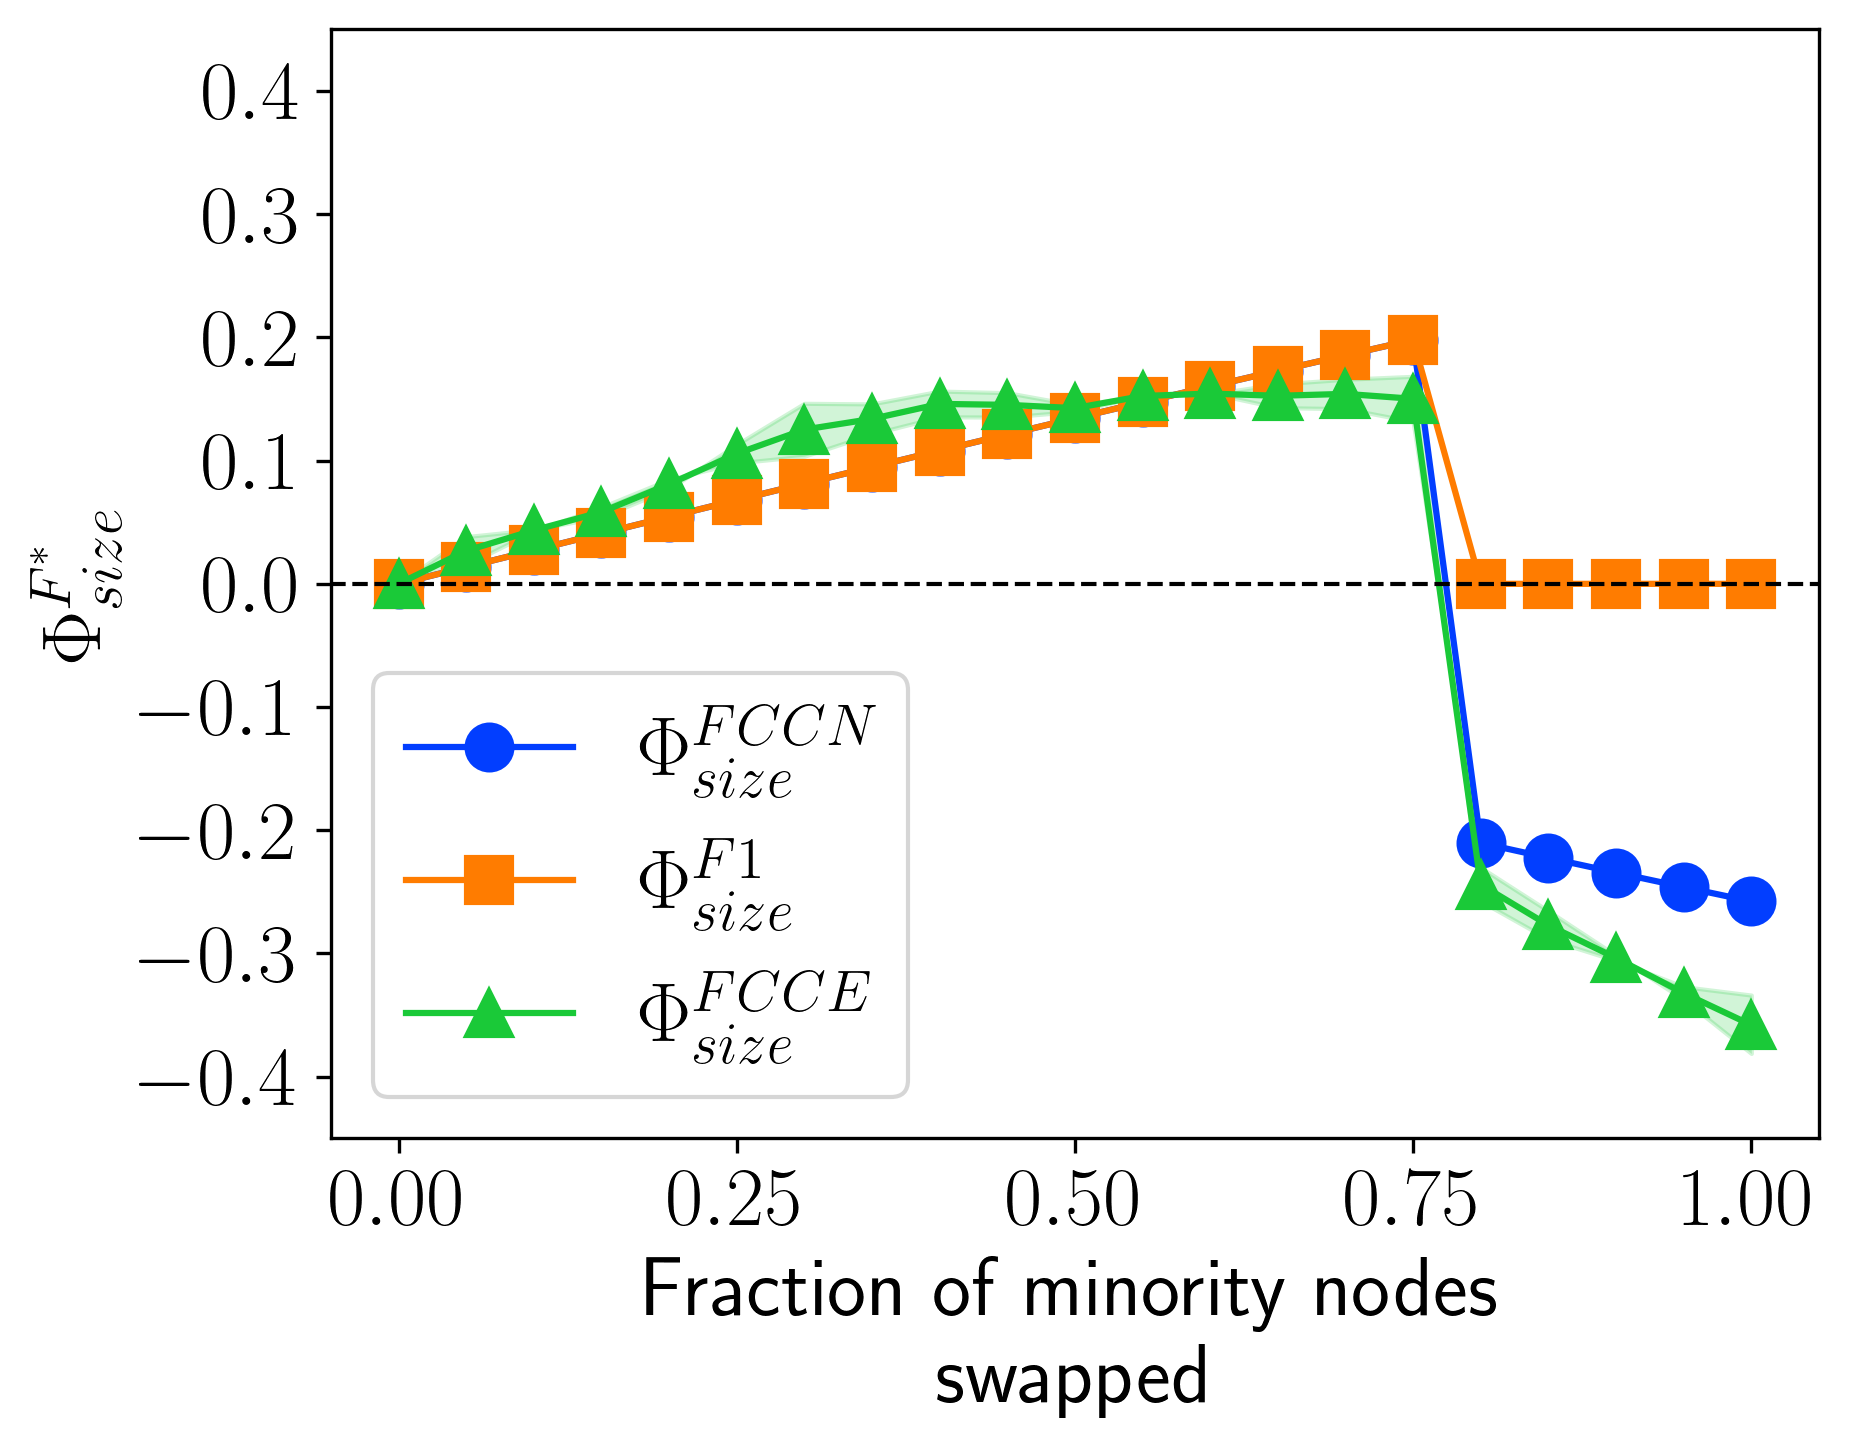 0.4
0.3
0.2
0.1
0.0
−0.1
−0.2
−0.3
−0.4
Φ^{F*}_{size}
Φ^{FCCN}_{size}
Φ^{F1}_{size}
Φ^{FCCE}_{size}
0.00 0.25 0.50 0.75 1.00
Fraction of minority nodes
swapped